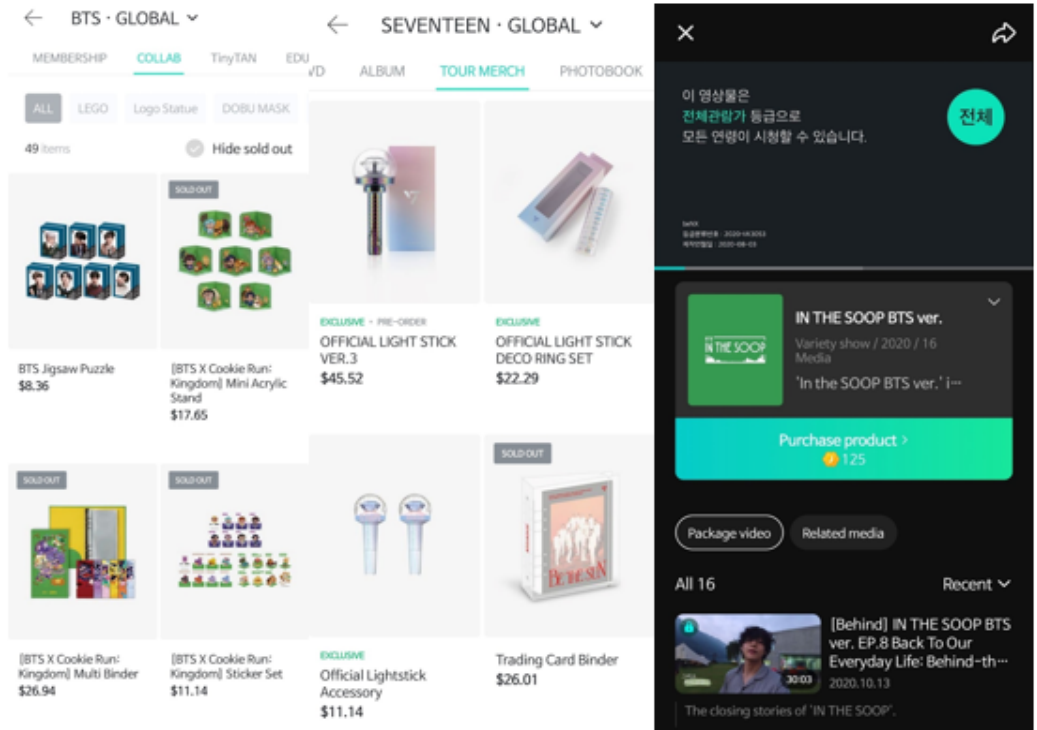 BTS · GLOBAL
MEMBERSHIP COLLAB TinyTAN EDU
ALL LEGO Logo Statue DOBU MASK
49 items Hide sold out
SOLD OUT
BTS Jigsaw Puzzle
$8.36
[BTS X Cookie Run:
Kingdom] Mini Acrylic
Stand
$17.65
SOLD OUT
SOLD OUT
[BTS X Cookie Run:
Kingdom] Multi Binder
$26.94
[BTS X Cookie Run:
Kingdom] Sticker Set
$11.14
SEVENTEEN · GLOBAL
VD ALBUM TOUR MERCH PHOTOBOOK
EXCLUSIVE · PRE-ORDER
OFFICIAL LIGHT STICK
VER.3
$45.52
EXCLUSIVE
OFFICIAL LIGHT STICK
DECO RING SET
$22.29
SOLD OUT
BE THE SUN
EXCLUSIVE
Official Lightstick
Accessory
$11.14
Trading Card Binder
$26.01
이 영상물은
전체관람가 등급으로
모든 연령이 시청할 수 있습니다.
전체
IN THE SOOP
IN THE SOOP BTS ver.
Variety show / 2020 / 16
Media
'In the SOOP BTS ver.' i···
Purchase product >
125
Package video Related media
All 16 Recent
30:03
[Behind] IN THE SOOP BTS
ver. EP.8 Back To Our
Everyday Life: Behind-th···
2020.10.13
The closing stories of 'IN THE SOOP'.